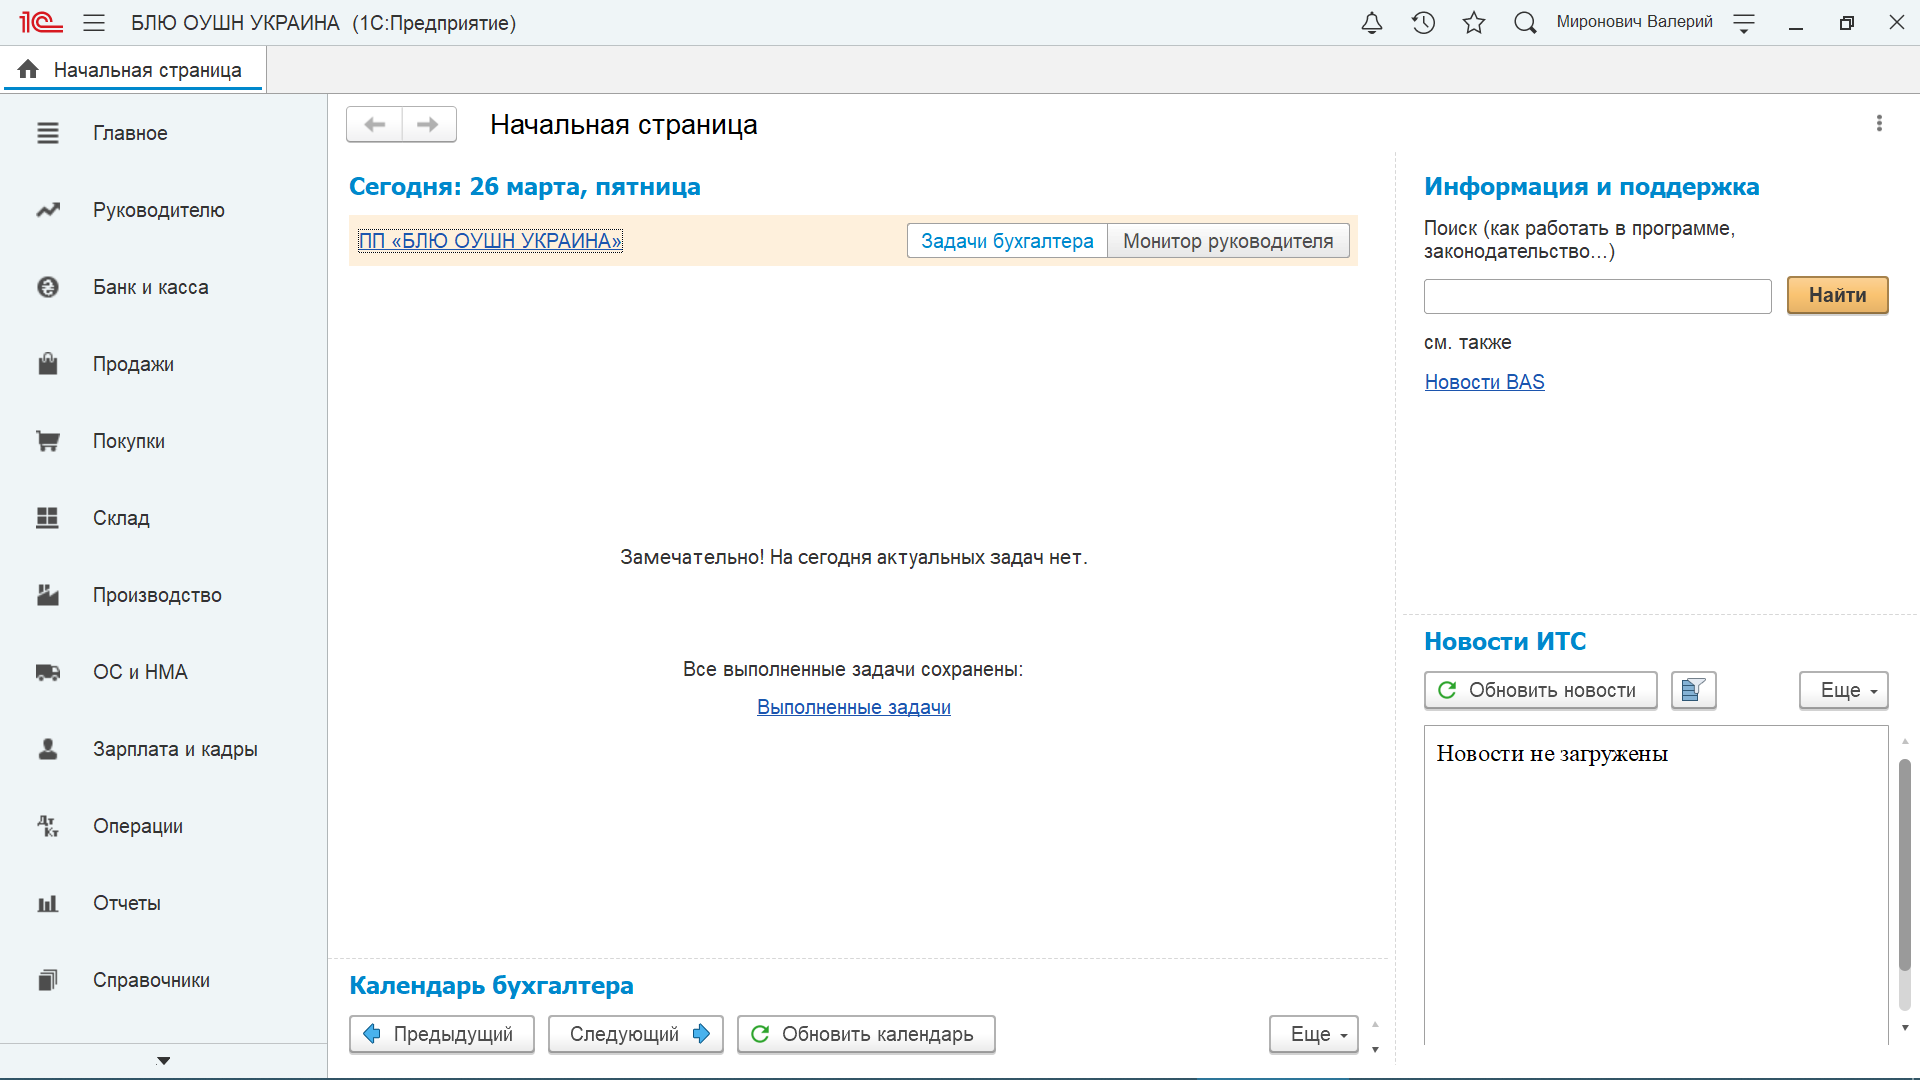 1С БЛЮ ОУШН УКРАИНА (1С:Предприятие) Миронович Валерий
Начальная страница
Главное
Руководителю
Банк и касса
Продажи
Покупки
Склад
Производство
ОС и НМА
Зарплата и кадры
Дт Кт Операции
Отчеты
Справочники
Начальная страница
Сегодня: 26 марта, пятница
ПП «БЛЮ ОУШН УКРАИНА» Задачи бухгалтера Монитор руководителя
Замечательно! На сегодня актуальных задач нет.
Все выполненные задачи сохранены:
Выполненные задачи
Календарь бухгалтера
Предыдущий Следующий Обновить календарь Еще
Информация и поддержка
Поиск (как работать в программе,
законодательство...)
Найти
см. также
Новости BAS
Новости ИТС
Обновить новости Еще
Новости не загружены